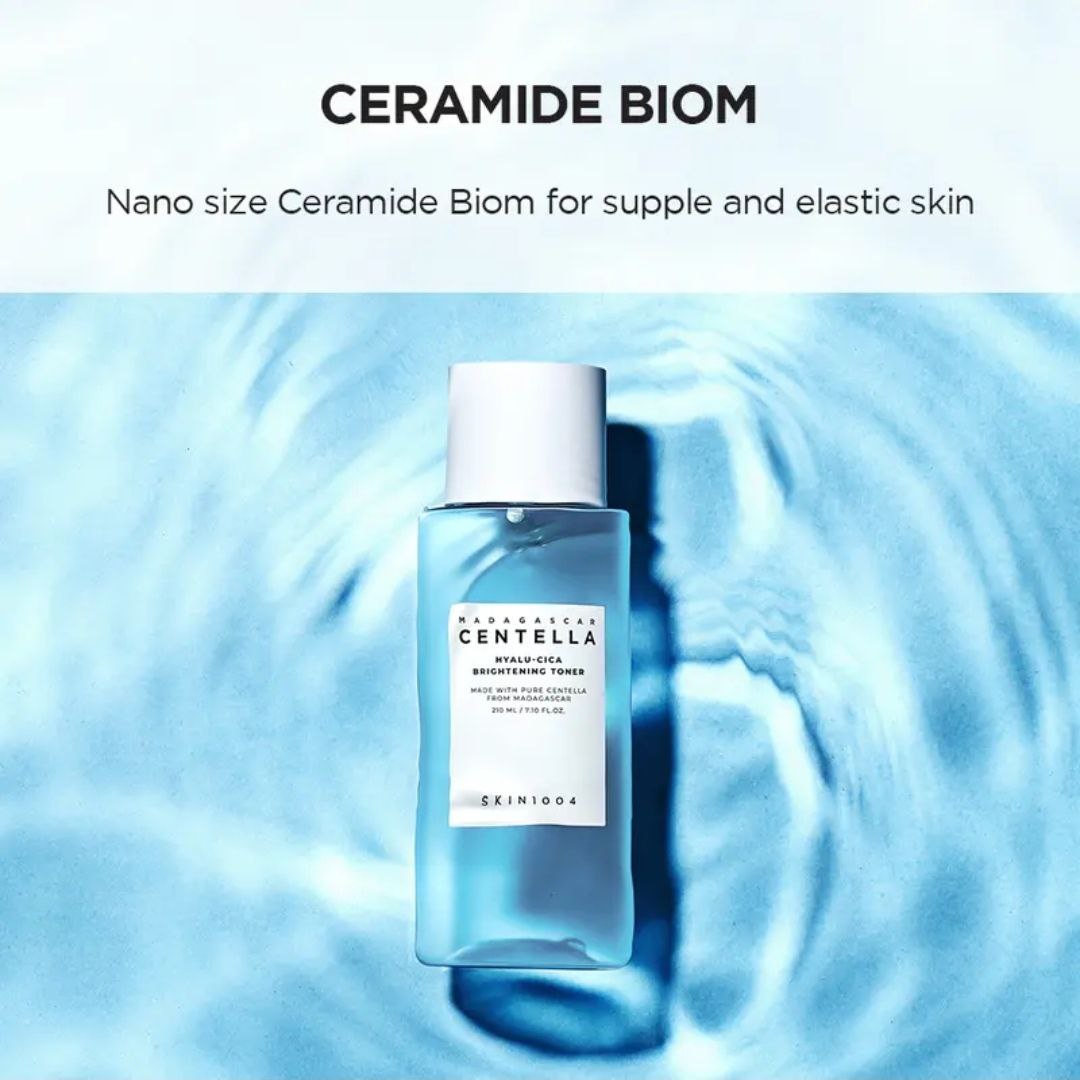 CERAMIDE BIOM
Nano size Ceramide Biom for supple and elastic skin
MADAGASCAR
CENTELLA
HYALU-CICA
BRIGHTENING TONER
MADE WITH PURE CENTELLA
FROM MADAGASCAR
210 ML / 7.10 FL.OZ.
SKIN1004